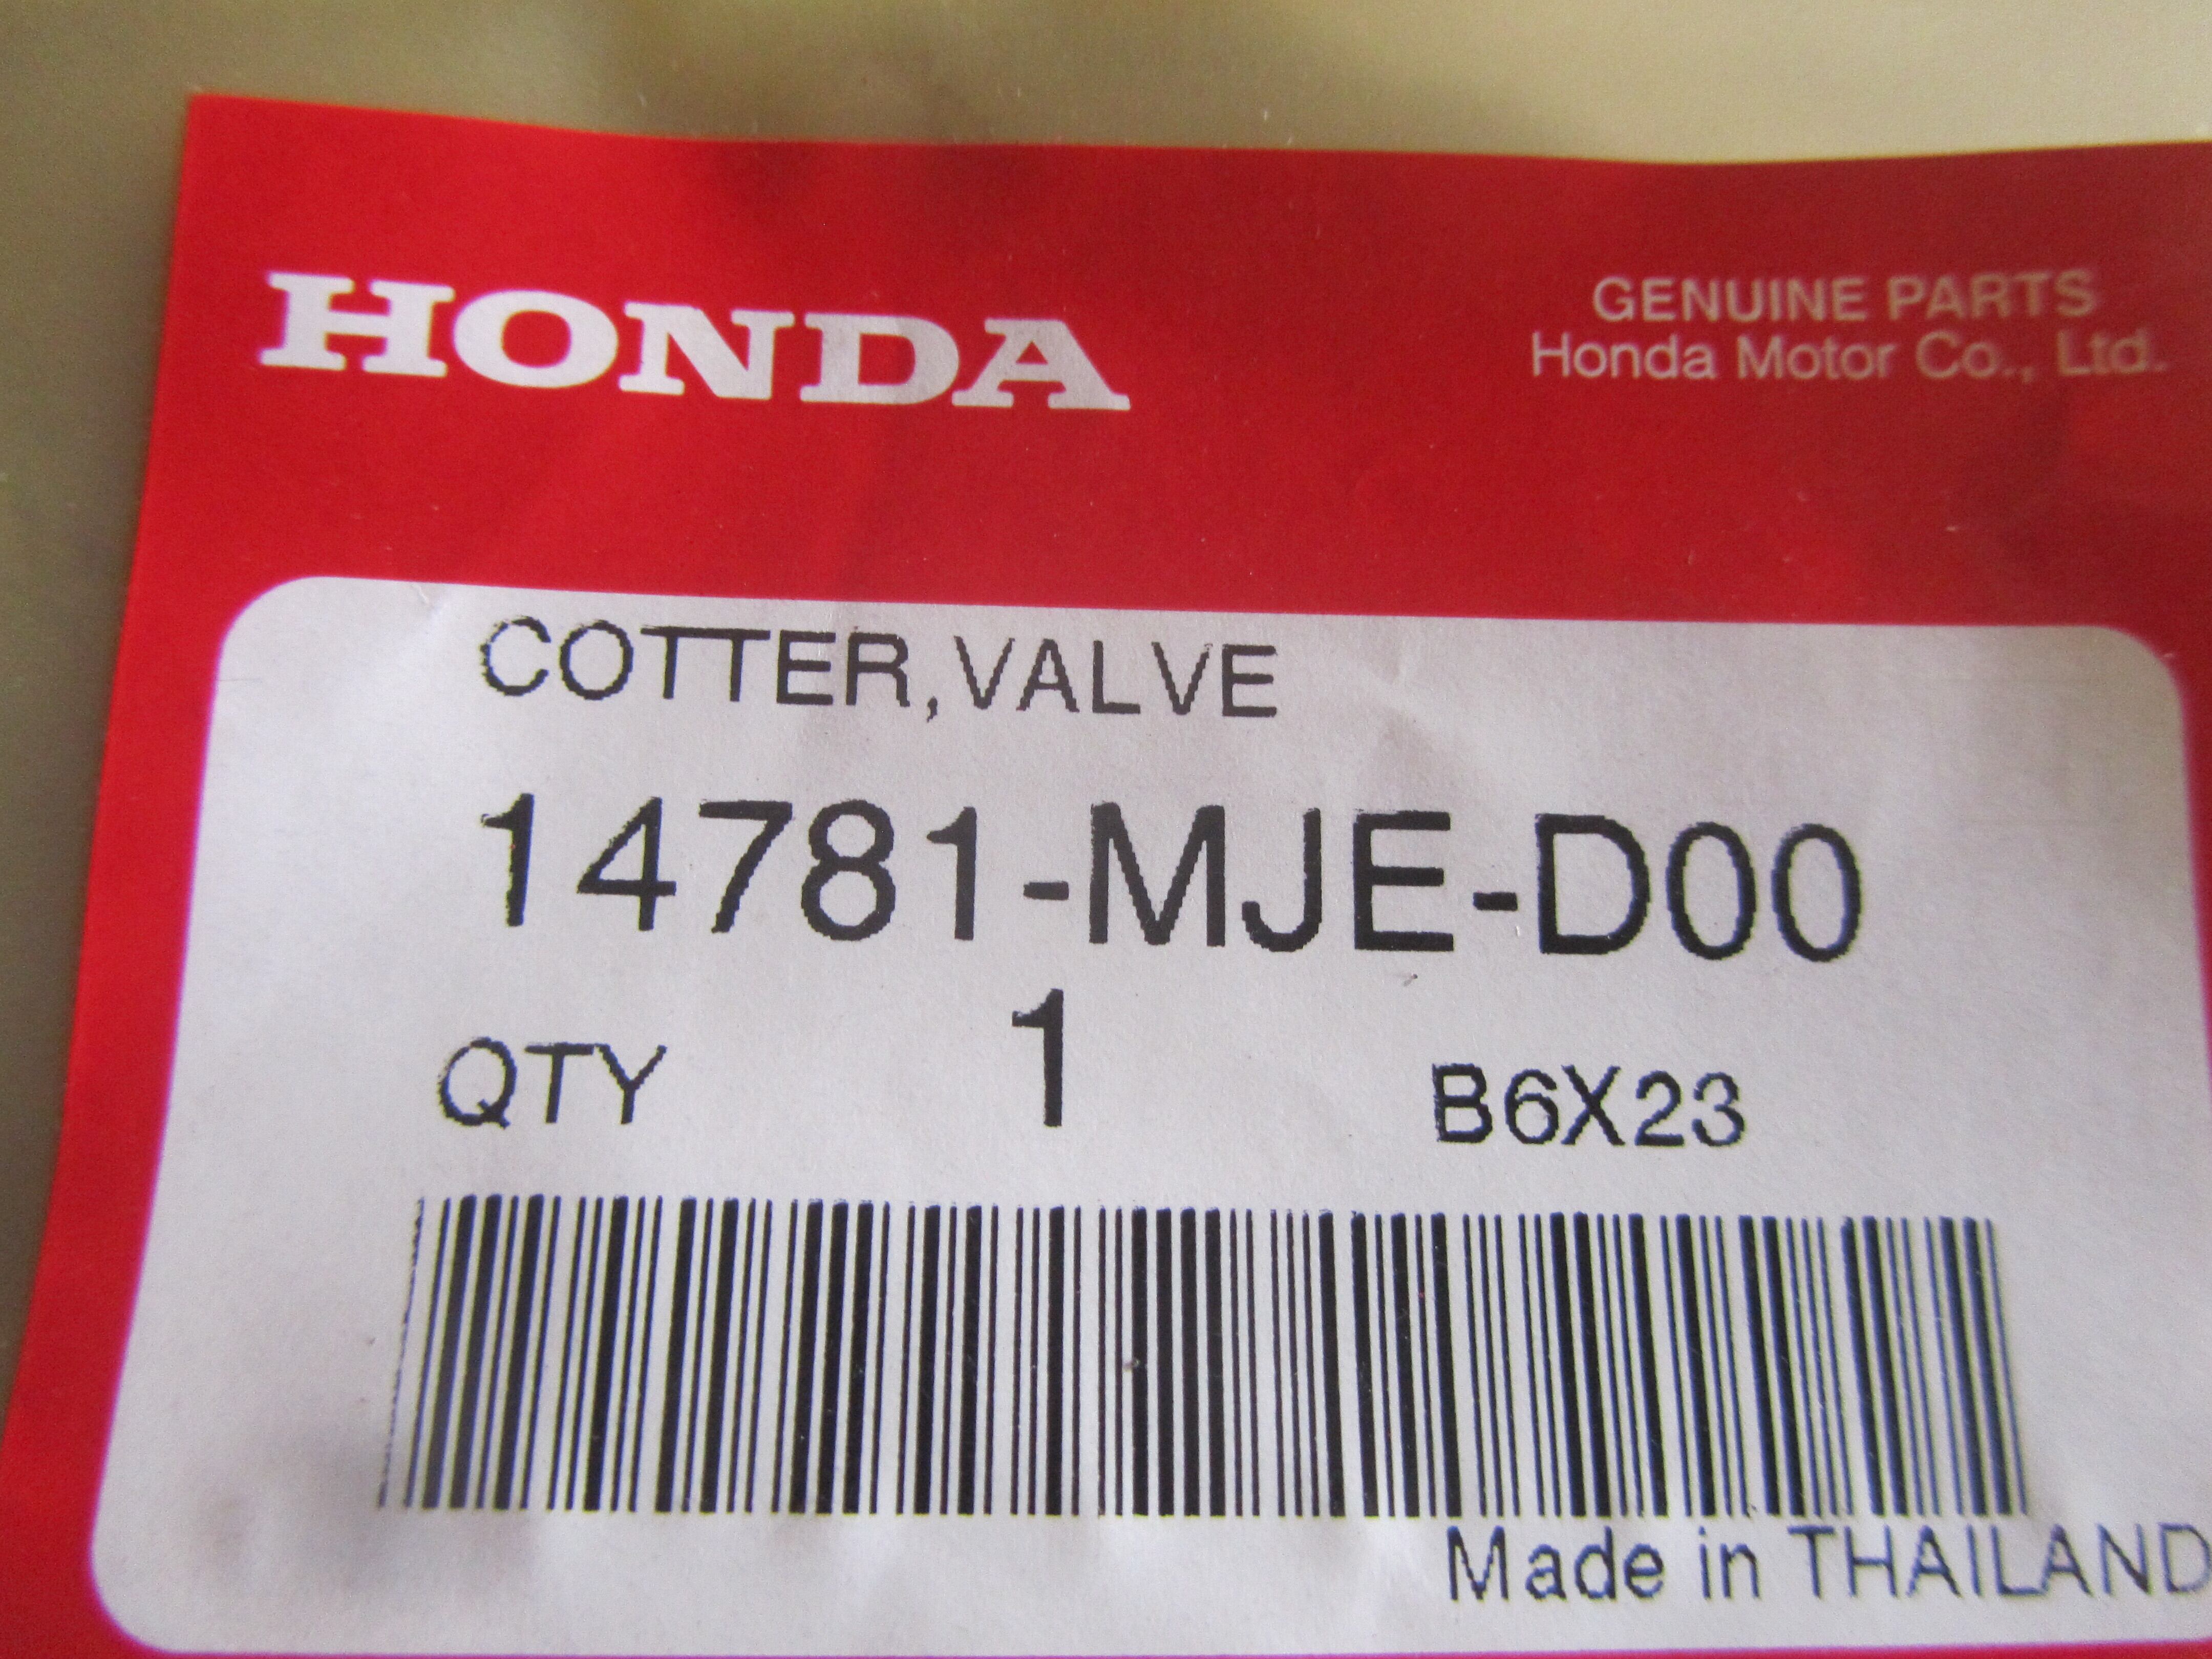 HONDA
GENUINE PARTS
Honda Motor Co., Ltd.
COTTER,VALVE
14781-MJE-D00
QTY 1 B6X23
Made in THAILAND